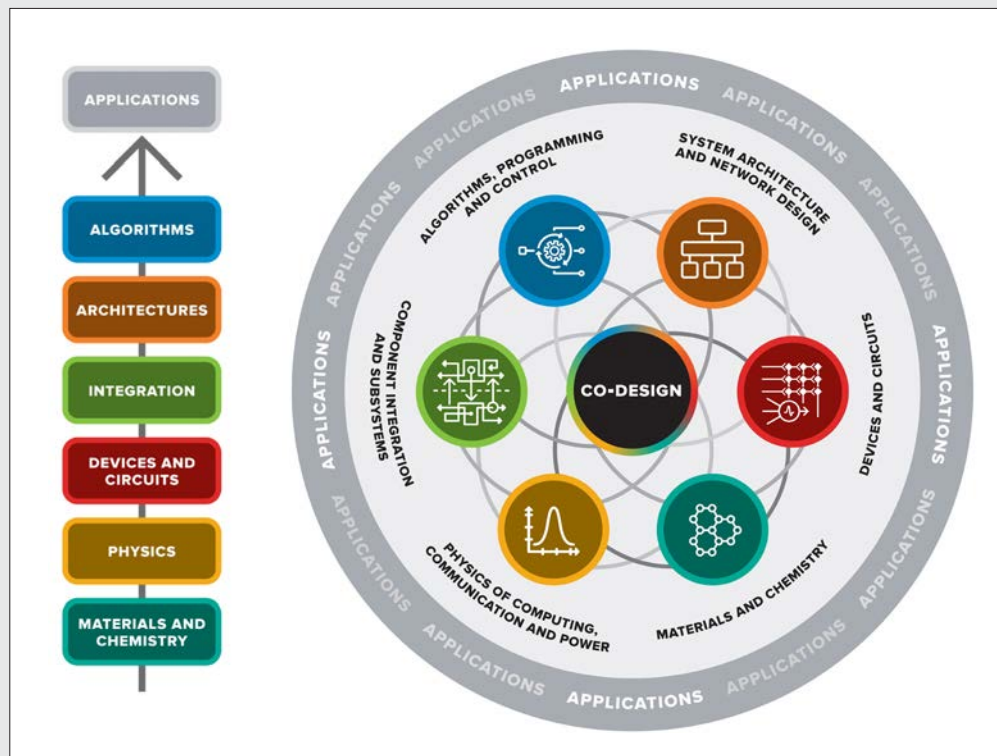 APPLICATIONS
ALGORITHMS
ARCHITECTURES
INTEGRATION
DEVICES AND
CIRCUITS
PHYSICS
MATERIALS AND
CHEMISTRY
APPLICATIONS
APPLICATIONS
APPLICATIONS
APPLICATIONS
APPLICATIONS
APPLICATIONS
APPLICATIONS
APPLICATIONS
APPLICATIONS
APPLICATIONS
APPLICATIONS
APPLICATIONS
ALGORITHMS, PROGRAMMING
AND CONTROL
SYSTEM ARCHITECTURE
AND NETWORK DESIGN
COMPONENT INTEGRATION
AND SUBSYSTEMS
CO-DESIGN
DEVICES AND CIRCUITS
PHYSICS OF COMPUTING,
COMMUNICATION AND POWER
MATERIALS AND CHEMISTRY